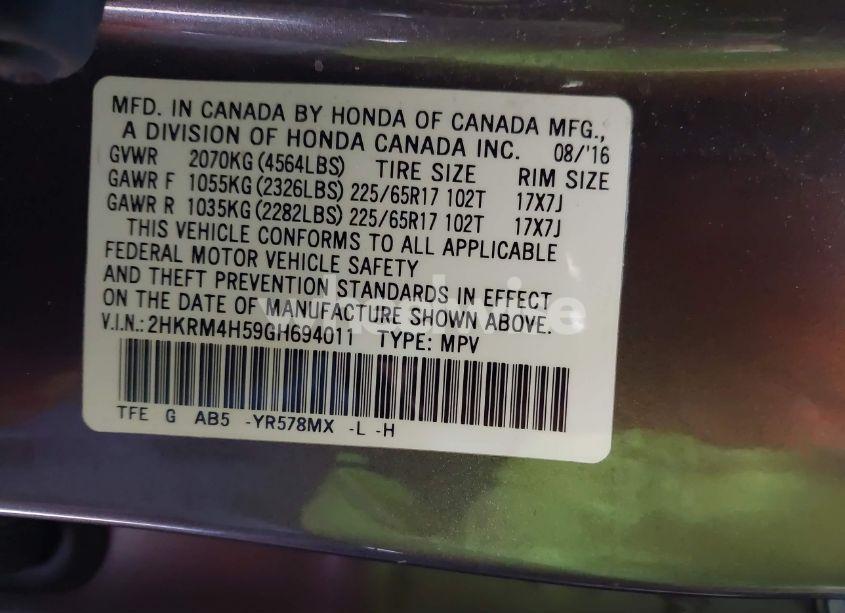 MFD. IN CANADA BY HONDA OF CANADA MFG.,
A DIVISION OF HONDA CANADA INC. 08/'16
GVWR 2070KG (4564LBS) TIRE SIZE RIM SIZE
GAWR F 1055KG (2326LBS) 225/65R17 102T 17X7J
GAWR R 1035KG (2282LBS) 225/65R17 102T 17X7J
THIS VEHICLE CONFORMS TO ALL APPLICABLE
FEDERAL MOTOR VEHICLE SAFETY
AND THEFT PREVENTION STANDARDS IN EFFECT
ON THE DATE OF MANUFACTURE SHOWN ABOVE.
V.I.N.: 2HKRM4H59GH694011 TYPE: MPV
TFE G AB5 -YR578MX -L -H